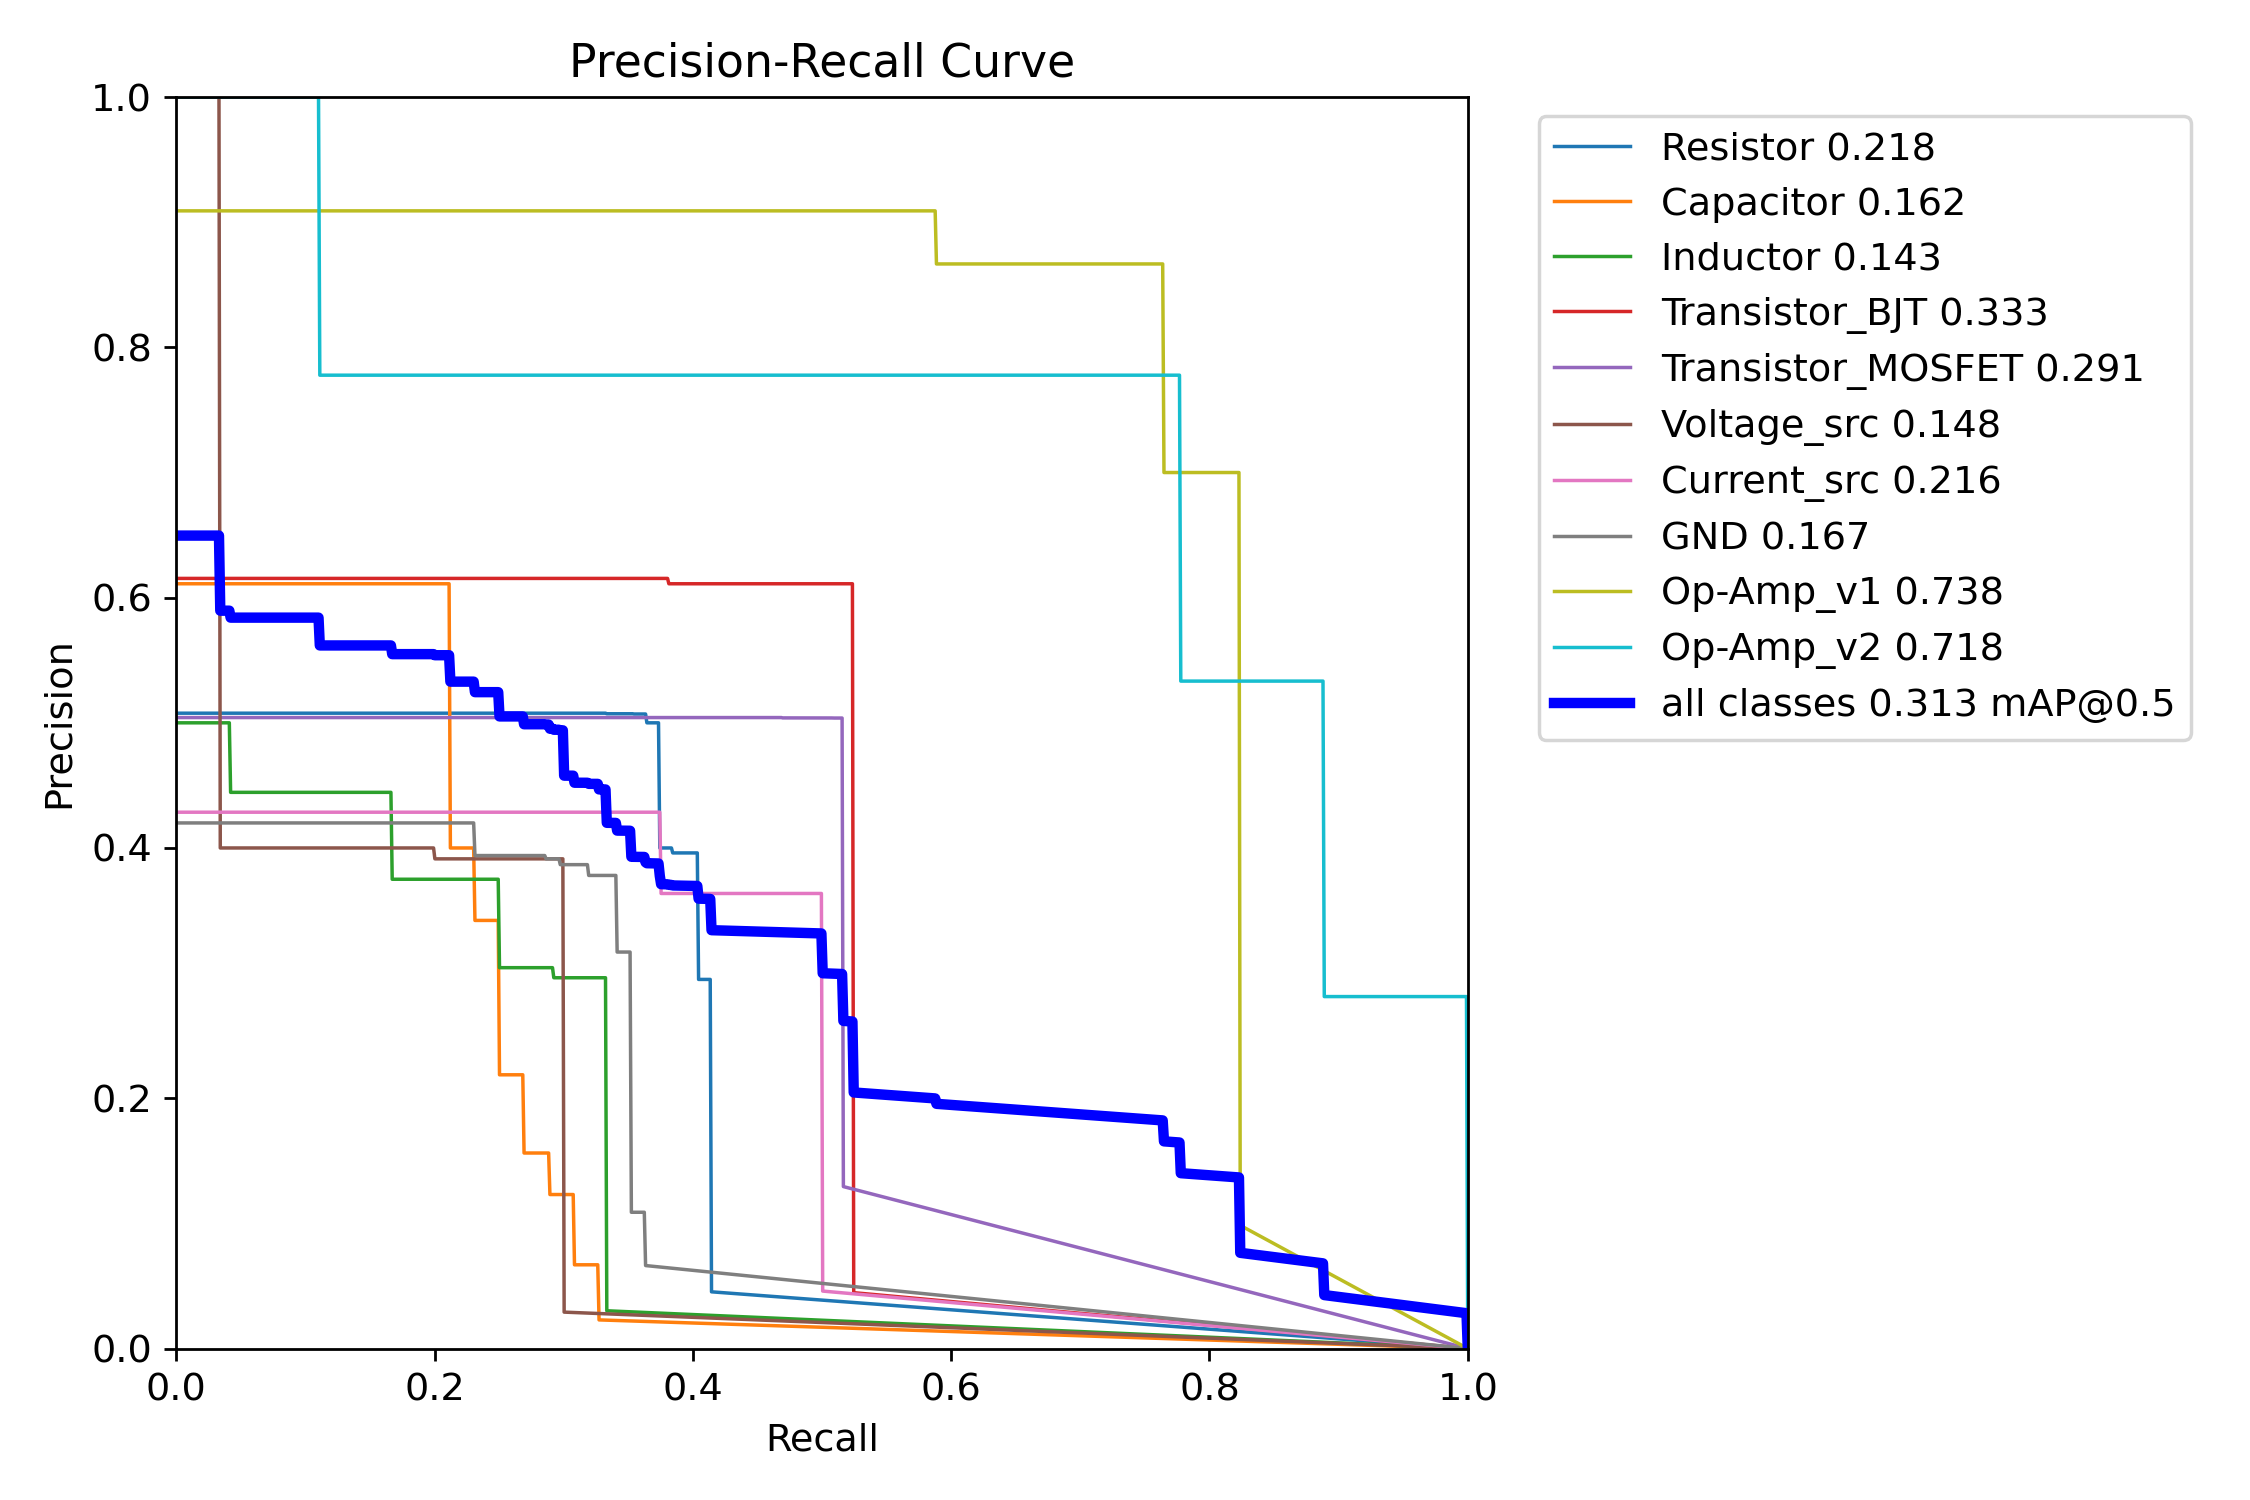 Precision-Recall Curve
1.0
0.8
0.6
0.4
0.2
0.0
Precision
0.0 0.2 0.4 0.6 0.8 1.0
Recall
Resistor 0.218
Capacitor 0.162
Inductor 0.143
Transistor_BJT 0.333
Transistor_MOSFET 0.291
Voltage_src 0.148
Current_src 0.216
GND 0.167
Op-Amp_v1 0.738
Op-Amp_v2 0.718
all classes 0.313 mAP@0.5